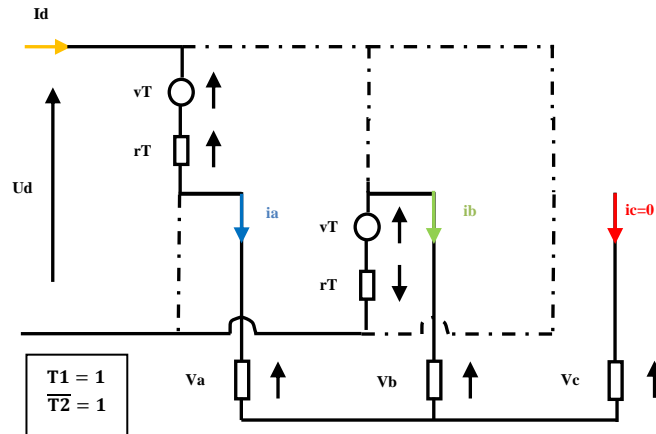 Id
vT
rT
Ud
ia
vT
ib
ic=0
rT
Va
Vb
Vc
T1 = 1
T2̅ = 1